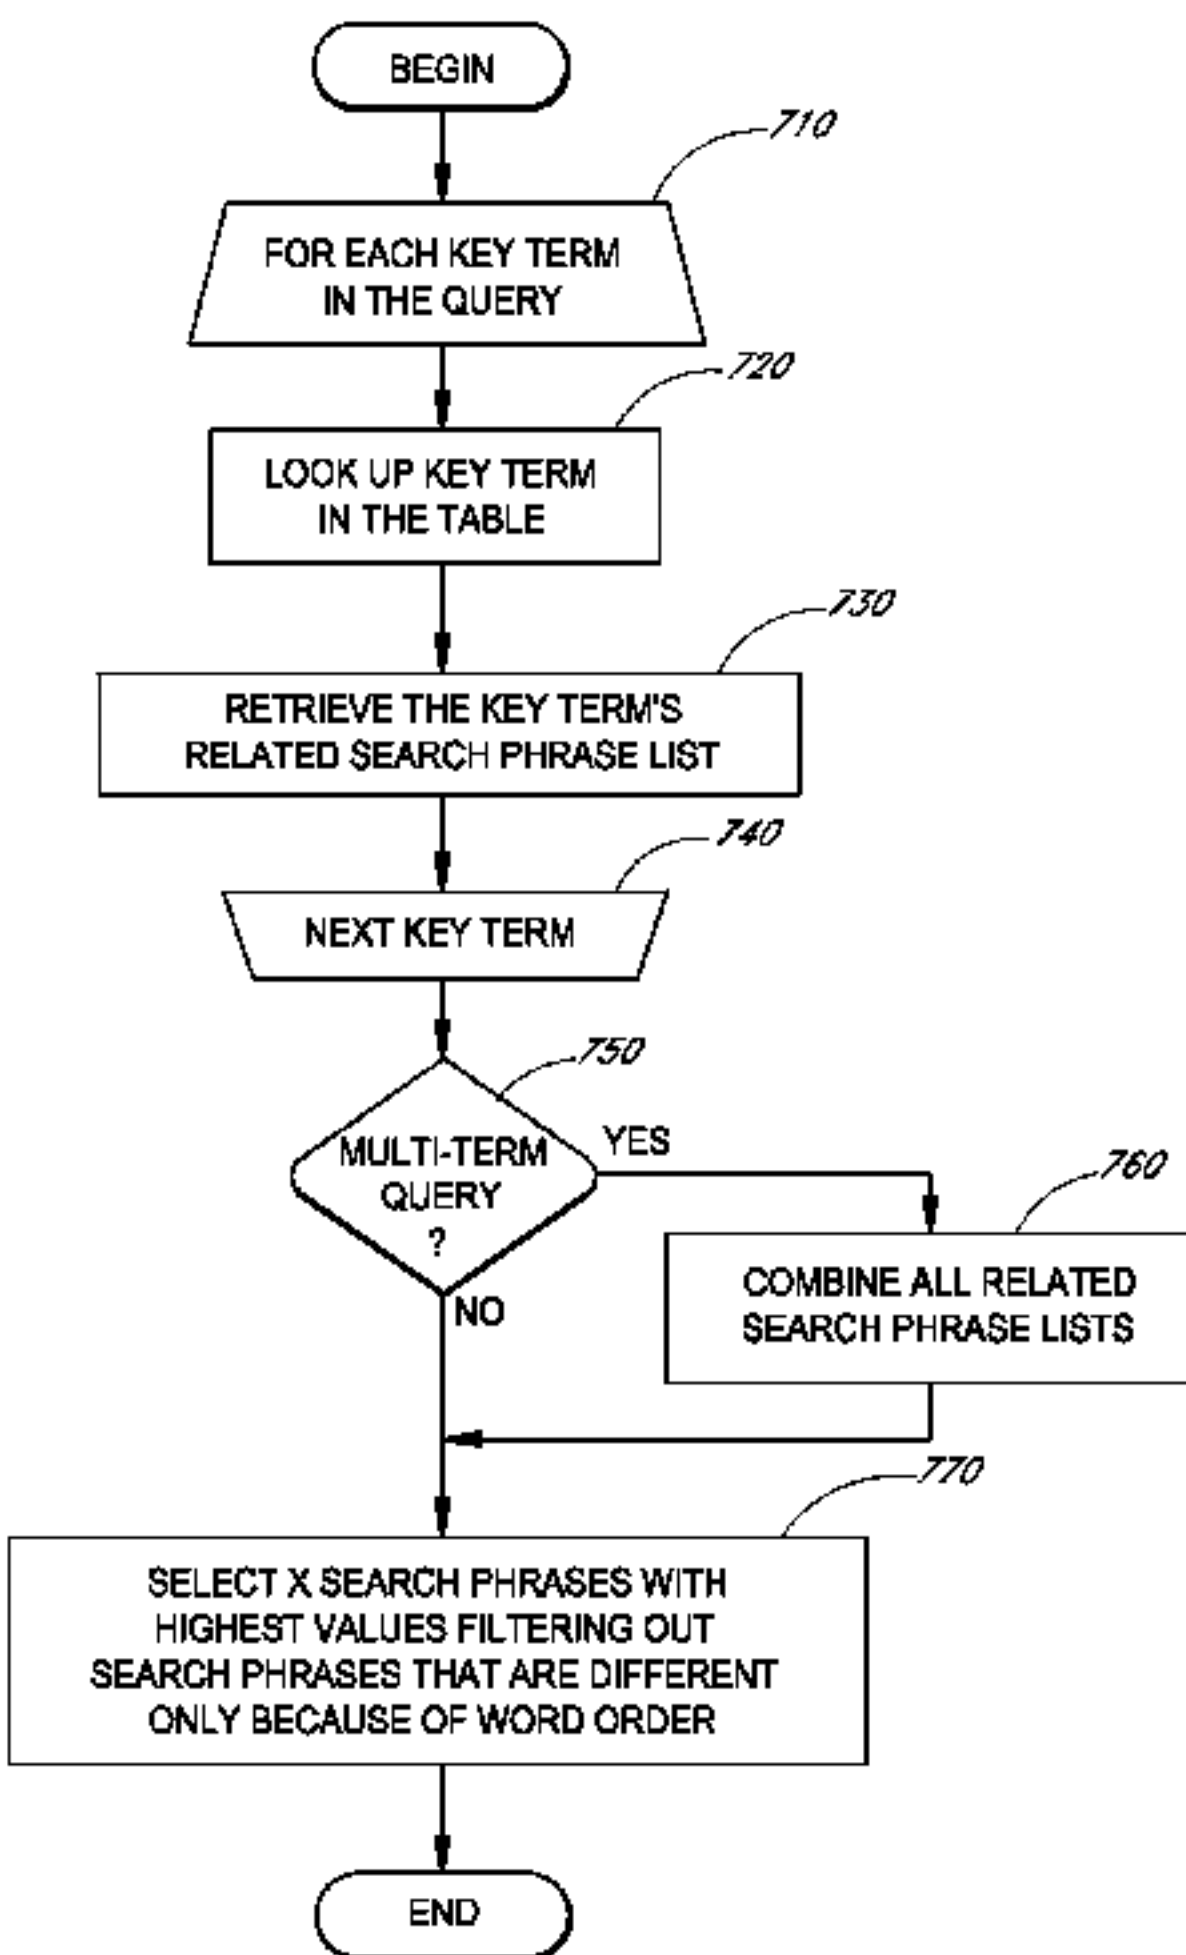 BEGIN
710
FOR EACH KEY TERM
IN THE QUERY
720
LOOK UP KEY TERM
IN THE TABLE
730
RETRIEVE THE KEY TERM'S
RELATED SEARCH PHRASE LIST
740
NEXT KEY TERM
750
MULTI-TERM
QUERY
?
YES
NO
760
COMBINE ALL RELATED
SEARCH PHRASE LISTS
770
SELECT X SEARCH PHRASES WITH
HIGHEST VALUES FILTERING OUT
SEARCH PHRASES THAT ARE DIFFERENT
ONLY BECAUSE OF WORD ORDER
END